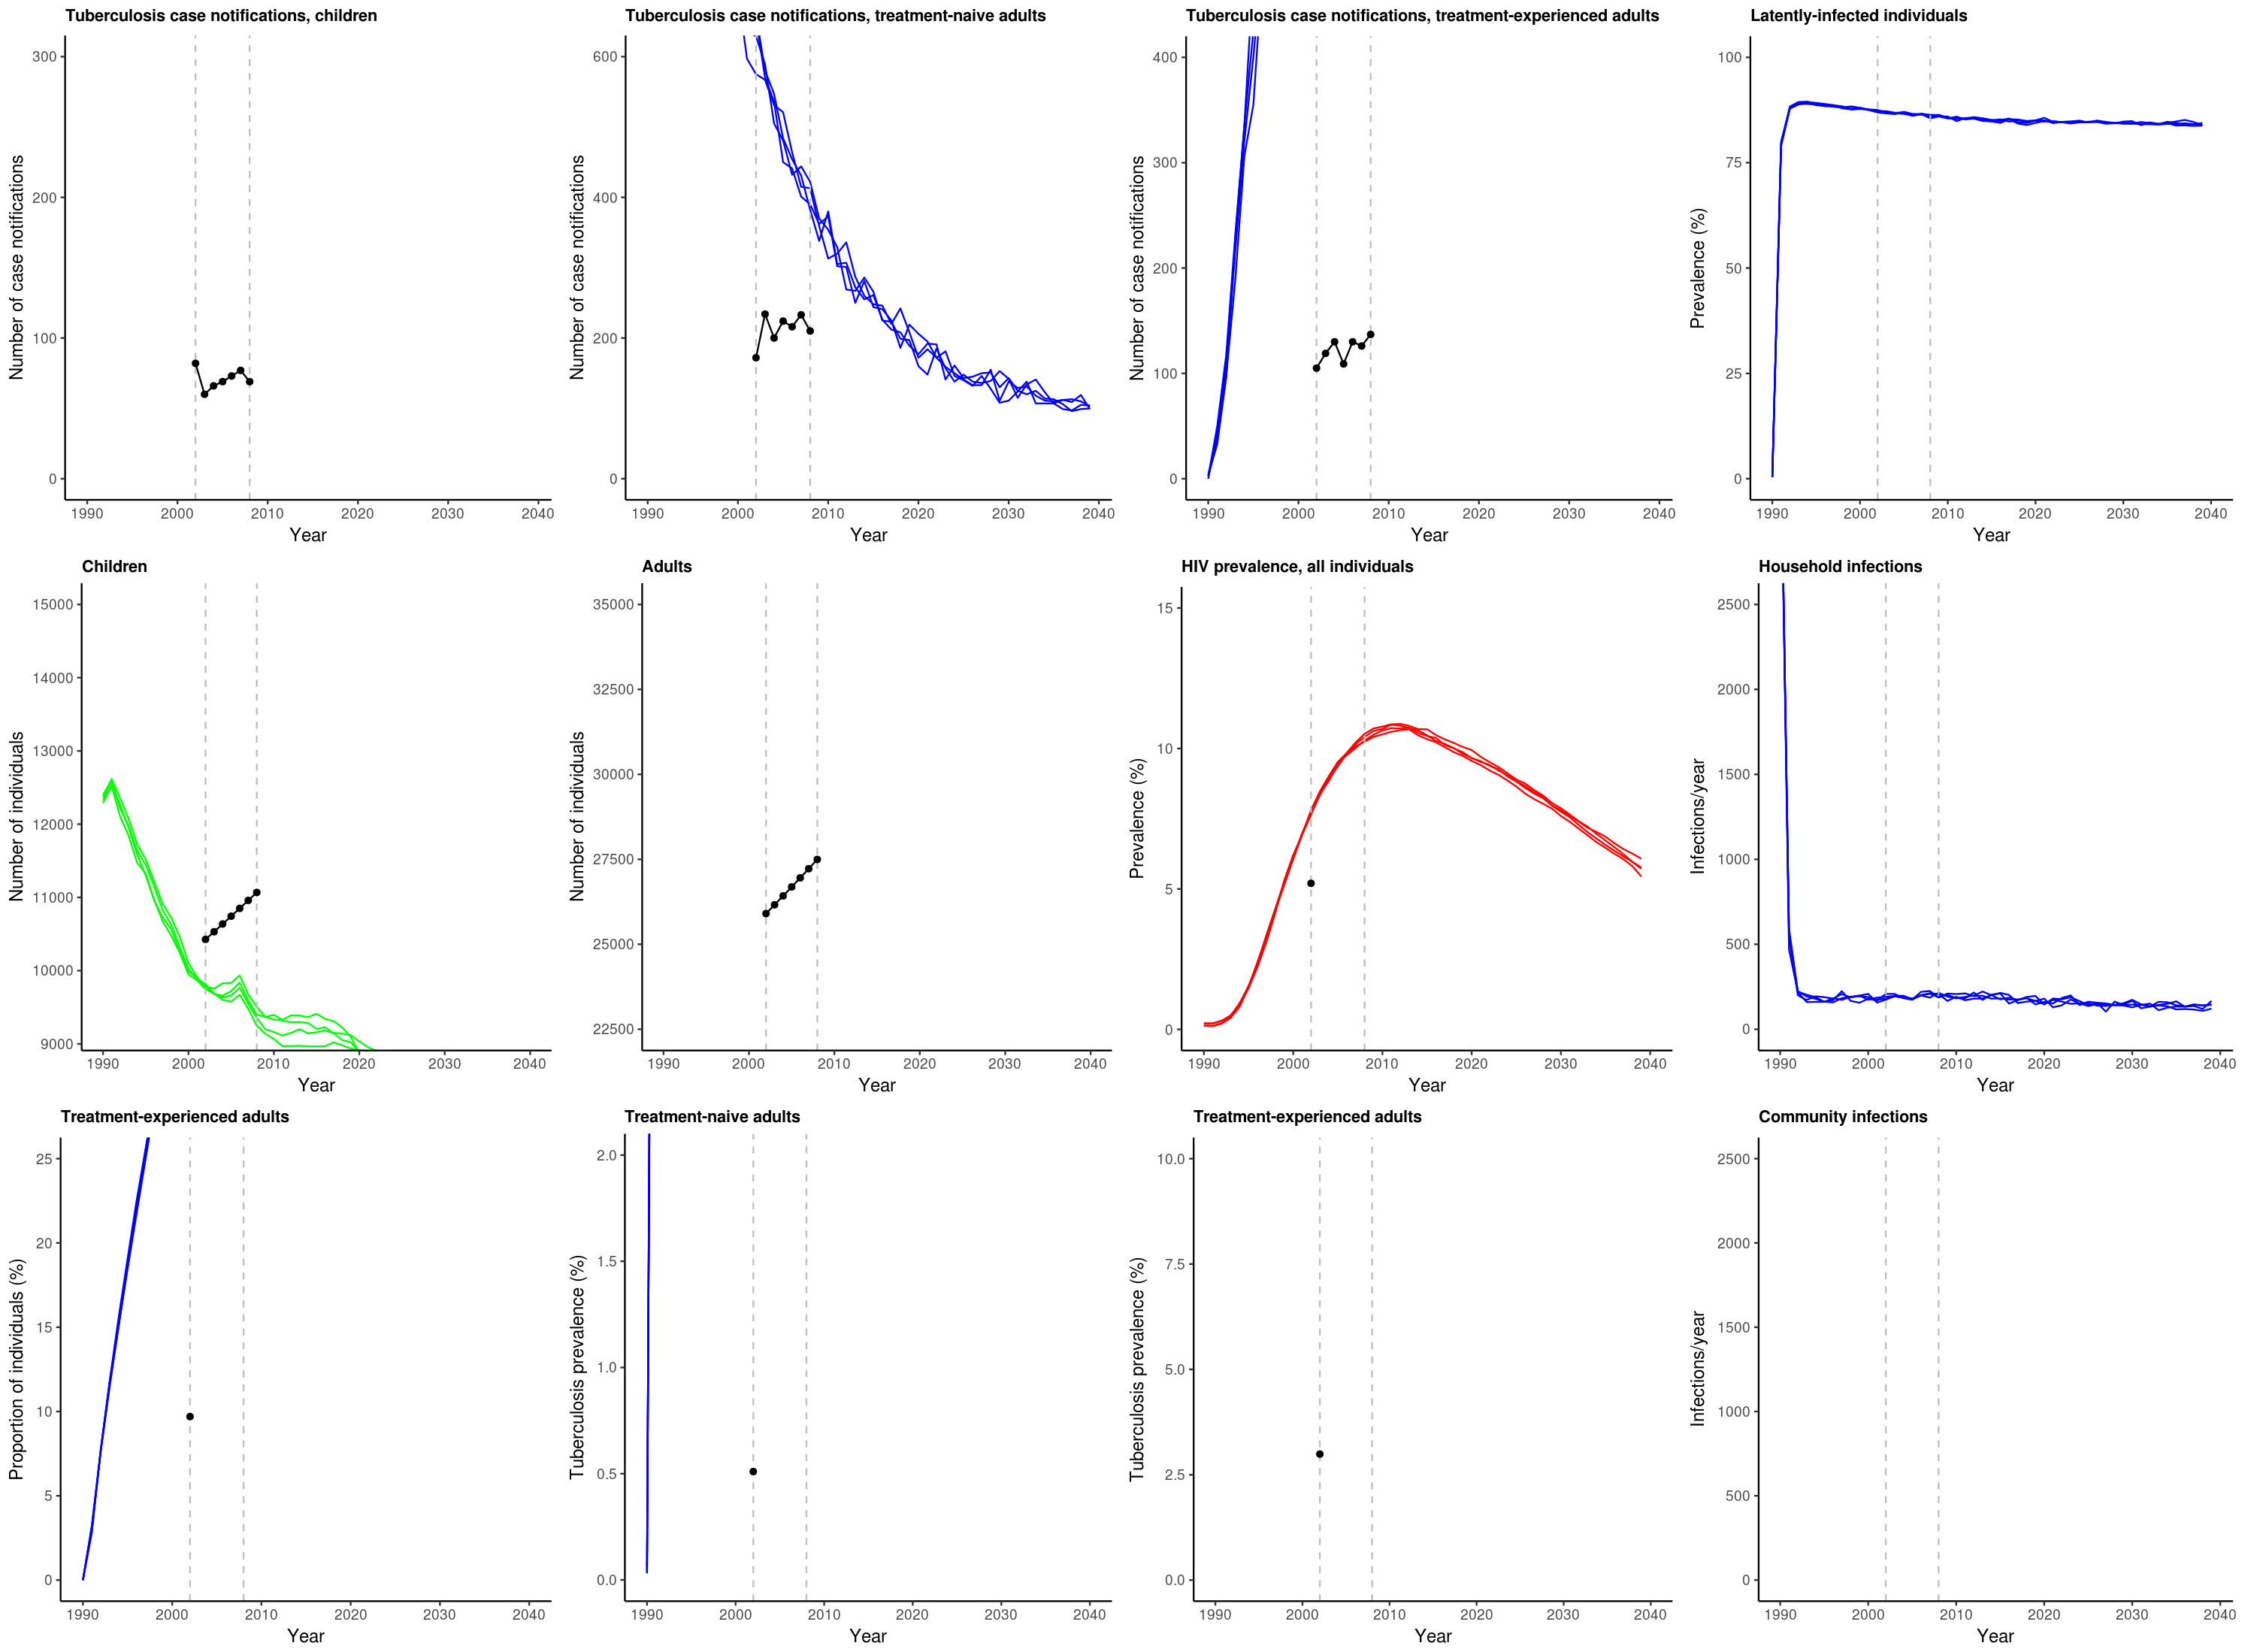 Tuberculosis case notifications, children
Number of case notifications
300
200
100
0
1990 2000 2010 2020 2030 2040
Year
Tuberculosis case notifications, treatment-naive adults
Number of case notifications
600
400
200
0
1990 2000 2010 2020 2030 2040
Year
Tuberculosis case notifications, treatment-experienced adults
Number of case notifications
400
300
200
100
0
1990 2000 2010 2020 2030 2040
Year
Latently-infected individuals
Prevalence (%)
100
75
50
25
0
1990 2000 2010 2020 2030 2040
Year
Children
Number of individuals
15000
14000
13000
12000
11000
10000
9000
1990 2000 2010 2020 2030 2040
Year
Adults
Number of individuals
35000
32500
30000
27500
25000
22500
1990 2000 2010 2020 2030 2040
Year
HIV prevalence, all individuals
Prevalence (%)
15
10
5
0
1990 2000 2010 2020 2030 2040
Year
Household infections
Infections/year
2500
2000
1500
1000
500
0
1990 2000 2010 2020 2030 2040
Year
Treatment-experienced adults
Proportion of individuals (%)
25
20
15
10
5
0
1990 2000 2010 2020 2030 2040
Year
Treatment-naive adults
Tuberculosis prevalence (%)
2.0
1.5
1.0
0.5
0.0
1990 2000 2010 2020 2030 2040
Year
Treatment-experienced adults
Tuberculosis prevalence (%)
10.0
7.5
5.0
2.5
0.0
1990 2000 2010 2020 2030 2040
Year
Community infections
Infections/year
2500
2000
1500
1000
500
0
1990 2000 2010 2020 2030 2040
Year